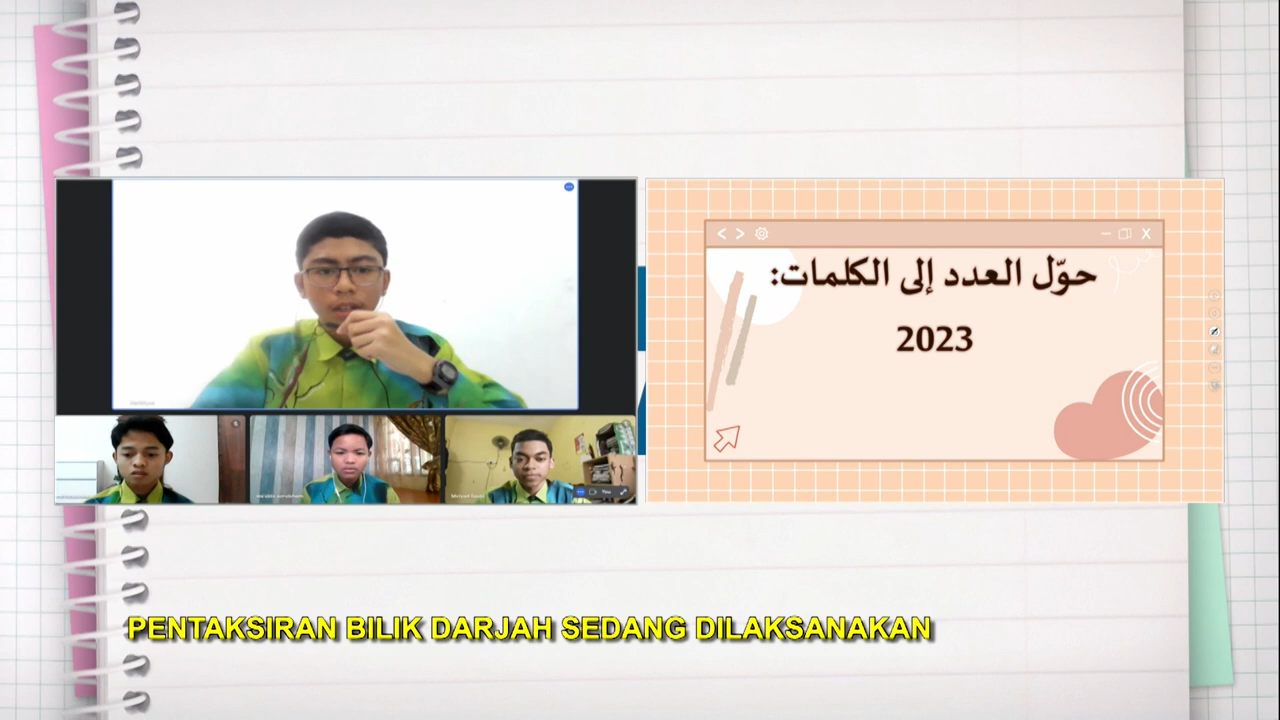 حوّل العدد إلى الكلمات:
2023
PENTAKSIRAN BILIK DARJAH SEDANG DILAKSANAKAN